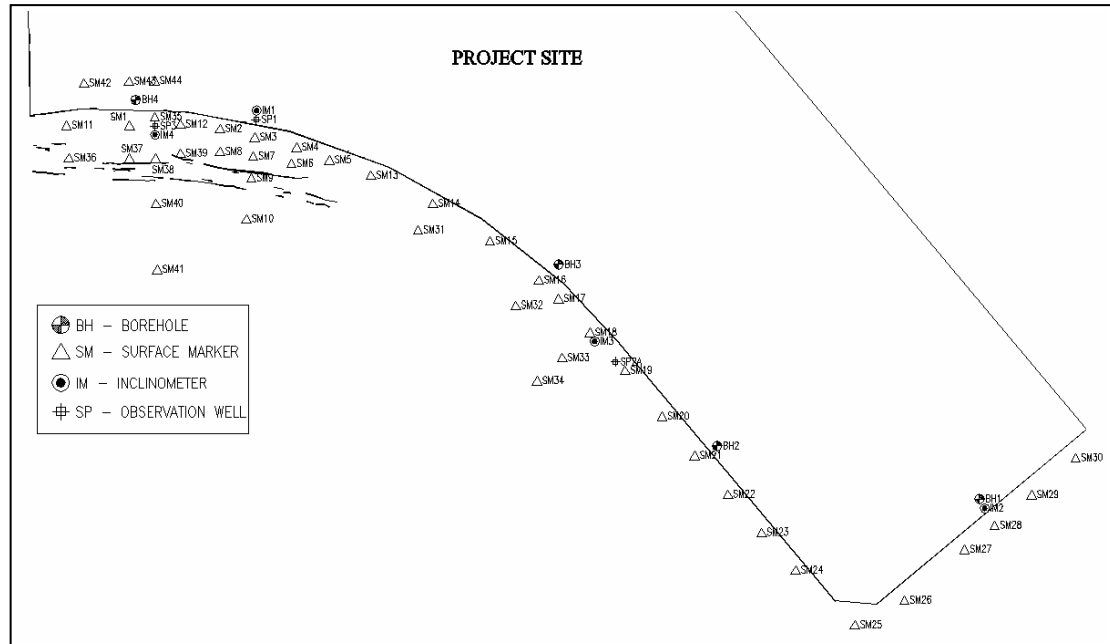 PROJECT SITE
SM42
SM43
SM44
BH4
IM1
SP1
SM11
SM1
SM35
SP3
IM4
SM12
SM2
SM3
SM36
SM37
SM38
SM39
SM8
SM7
SM4
SM6
SM5
SM9
SM13
SM40
SM10
SM14
SM31
SM15
SM41
BH3
SM16
SM32
SM17
SM18
IM3
SM33
SP2A
SM19
SM34
BH – BOREHOLE
SM – SURFACE MARKER
IM – INCLINOMETER
SP – OBSERVATION WELL
SM20
BH2
SM21
SM22
SM23
SM24
SM30
BH1
SM29
IM2
SM28
SM27
SM26
SM25